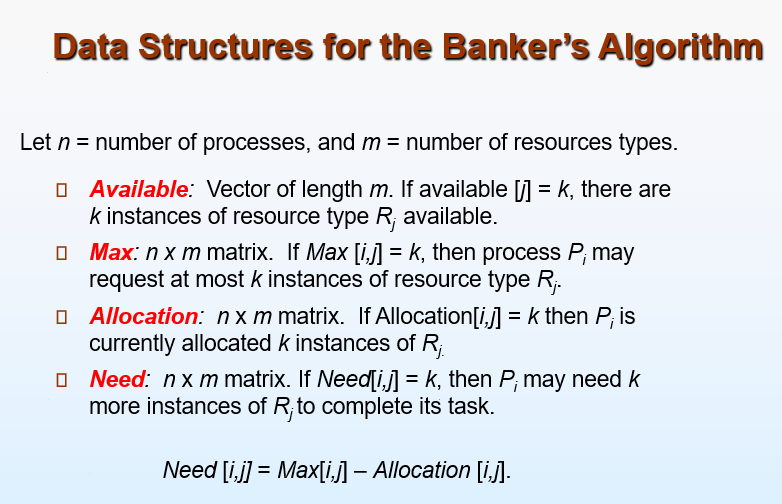 Data Structures for the Banker's Algorithm
Let n = number of processes, and m = number of resources types.
Available: Vector of length m. If available [j] = k, there are
k instances of resource type Rj available.
Max: n x m matrix. If Max [i,j] = k, then process Pi may
request at most k instances of resource type Rj.
Allocation: n x m matrix. If Allocation[i,j] = k then Pi is
currently allocated k instances of Rj.
Need: n x m matrix. If Need[i,j] = k, then Pi may need k
more instances of Rj to complete its task.
Need [i,j] = Max[i,j] – Allocation [i,j].